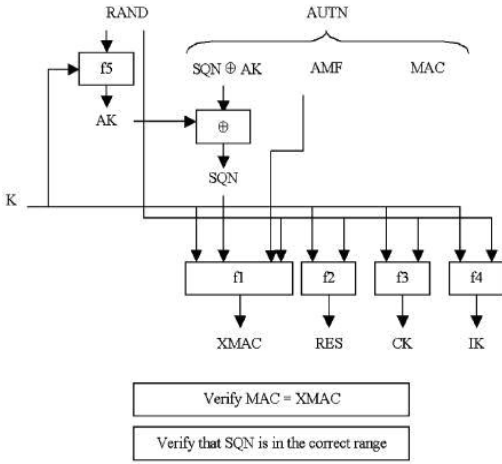 RAND AUTN
f5 SQN ⊕ AK AMF MAC
AK ⊕
SQN
K
f1 f2 f3 f4
XMAC RES CK IK
Verify MAC = XMAC
Verify that SQN is in the correct range